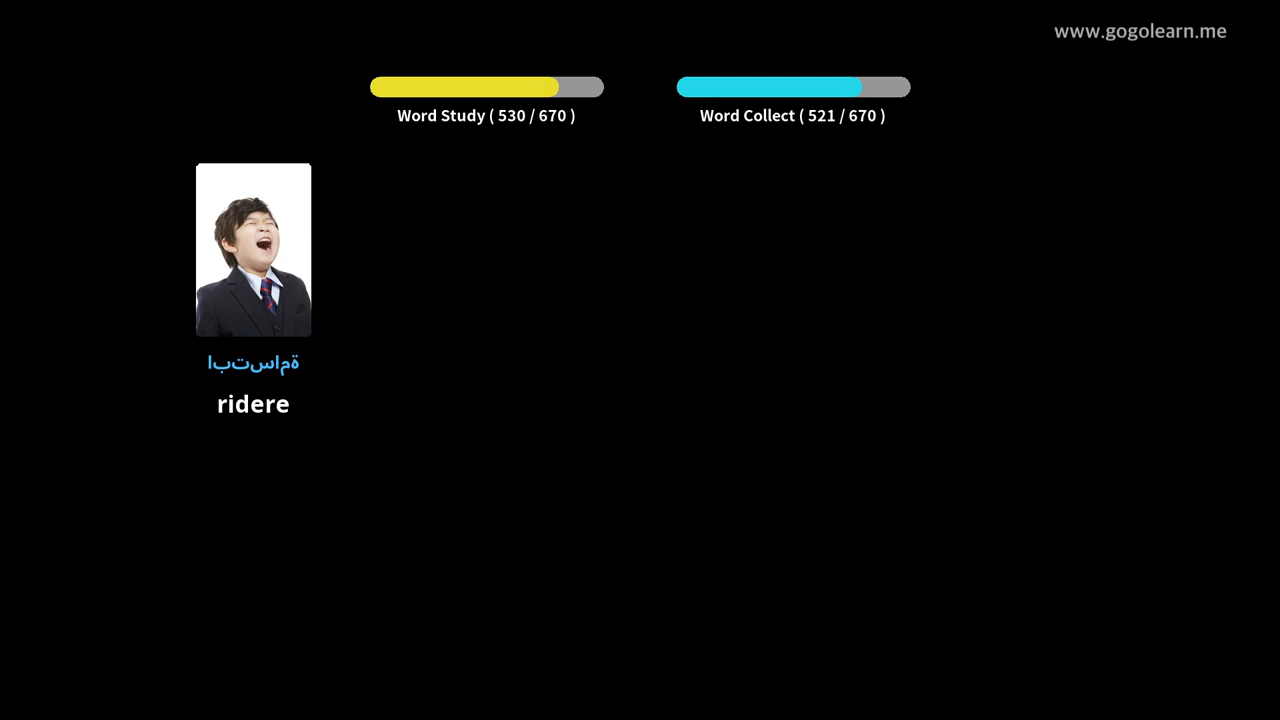 www.gogolearn.me
Word Study ( 530 / 670 )
Word Collect ( 521 / 670 )
ابتسامة
ridere